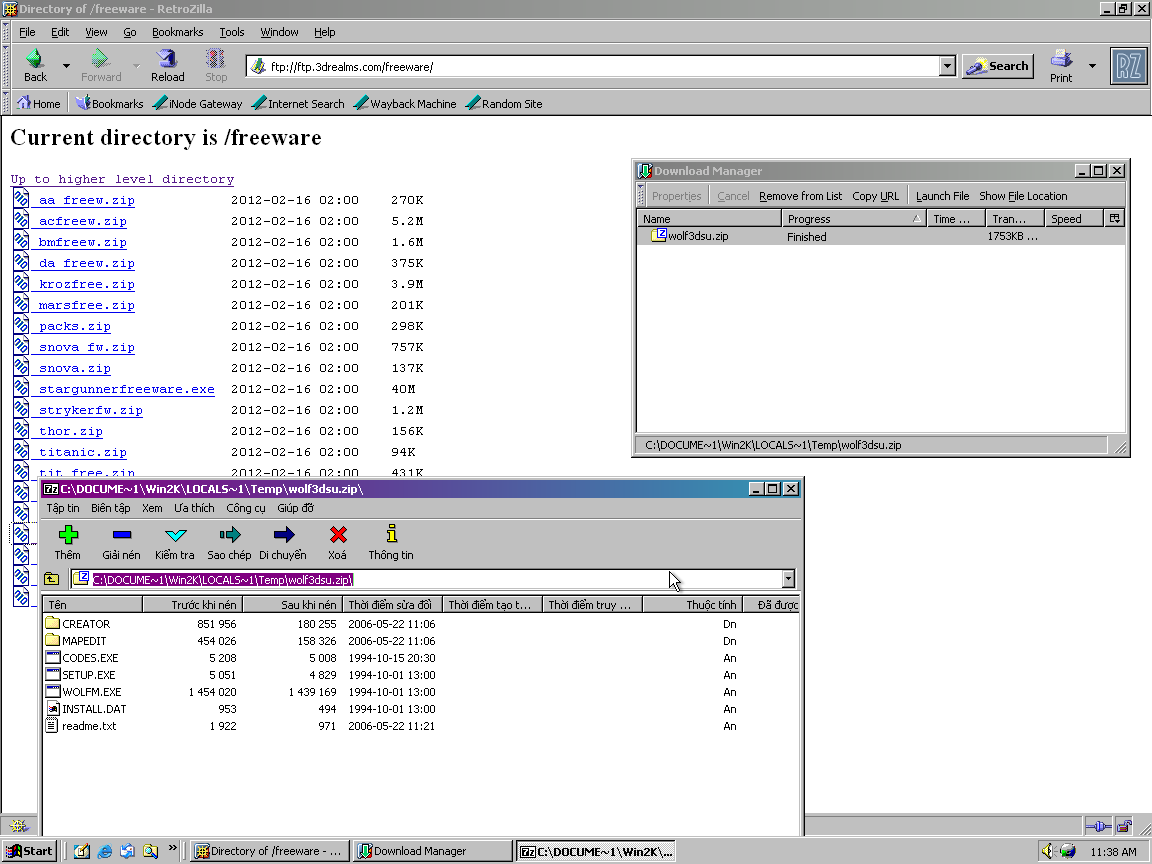 Directory of /freeware - RetroZilla
File Edit View Go Bookmarks Tools Window Help
Back Forward Reload Stop ftp://ftp.3drealms.com/freeware/ Search Print RZ
Home Bookmarks iNode Gateway Internet Search Wayback Machine Random Site
Current directory is /freeware
Up to higher level directory
aa_freew.zip 2012-02-16 02:00 270K
acfreew.zip 2012-02-16 02:00 5.2M
bmfreew.zip 2012-02-16 02:00 1.6M
da_freew.zip 2012-02-16 02:00 375K
krozfree.zip 2012-02-16 02:00 3.9M
marsfree.zip 2012-02-16 02:00 201K
packs.zip 2012-02-16 02:00 298K
snova_fw.zip 2012-02-16 02:00 757K
snova.zip 2012-02-16 02:00 137K
stargunnerfreeware.exe 2012-02-16 02:00 40M
strykerfw.zip 2012-02-16 02:00 1.2M
thor.zip 2012-02-16 02:00 156K
titanic.zip 2012-02-16 02:00 94K
tit_free.zip 2012-02-16 02:00 431K
Download Manager
Properties Cancel Remove from List Copy URL Launch File Show File Location
Name Progress Time ... Tran... Speed
wolf3dsu.zip Finished 1753KB ...
C:\DOCUME~1\Win2K\LOCALS~1\Temp\wolf3dsu.zip
C:\DOCUME~1\Win2K\LOCALS~1\Temp\wolf3dsu.zip\
Tập tin Biên tập Xem Ưa thích Công cụ Giúp đỡ
Thêm Giải nén Kiểm tra Sao chép Di chuyển Xoá Thông tin
C:\DOCUME~1\Win2K\LOCALS~1\Temp\wolf3dsu.zip\
Tên Trước khi nén Sau khi nén Thời điểm sửa đổi Thời điểm tạo t... Thời điểm truy ... Thuộc tính Đã được
CREATOR 851 956 180 255 2006-05-22 11:06 Dn
MAPEDIT 454 026 158 326 2006-05-22 11:06 Dn
CODES.EXE 5 208 5 008 1994-10-15 20:30 An
SETUP.EXE 5 051 4 829 1994-10-01 13:00 An
WOLFM.EXE 1 454 020 1 439 169 1994-10-01 13:00 An
INSTALL.DAT 953 494 1994-10-01 13:00 An
readme.txt 1 922 971 2006-05-22 11:21 An
Start Directory of /freeware - ... Download Manager C:\DOCUME~1\Win2K\... 11:38 AM